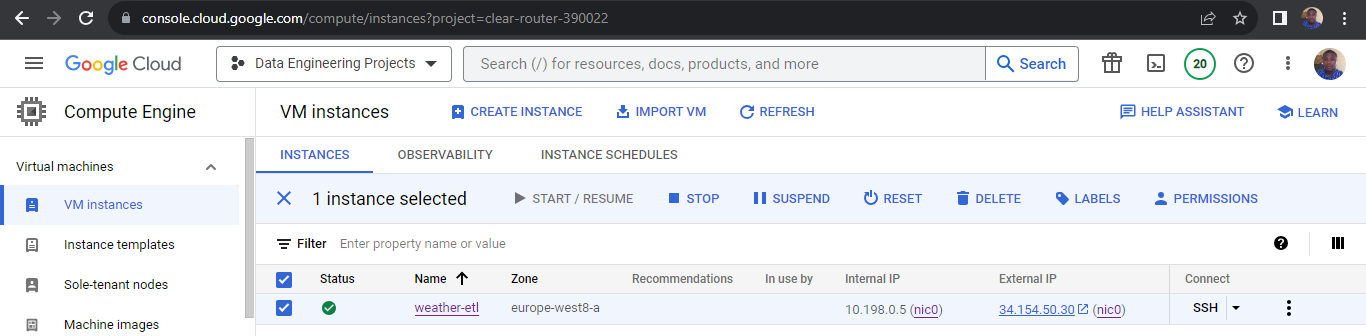 console.cloud.google.com/compute/instances?project=clear-router-390022
Google Cloud Data Engineering Projects Search (/) for resources, docs, products, and more Search 20
Compute Engine VM instances CREATE INSTANCE IMPORT VM REFRESH HELP ASSISTANT LEARN
INSTANCES OBSERVABILITY INSTANCE SCHEDULES
Virtual machines
VM instances
Instance templates
Sole-tenant nodes
Machine images
1 instance selected START / RESUME STOP SUSPEND RESET DELETE LABELS PERMISSIONS
Filter Enter property name or value
Status Name Zone Recommendations In use by Internal IP External IP Connect
weather-etl europe-west8-a 10.198.0.5 (nic0) 34.154.50.30 (nic0) SSH